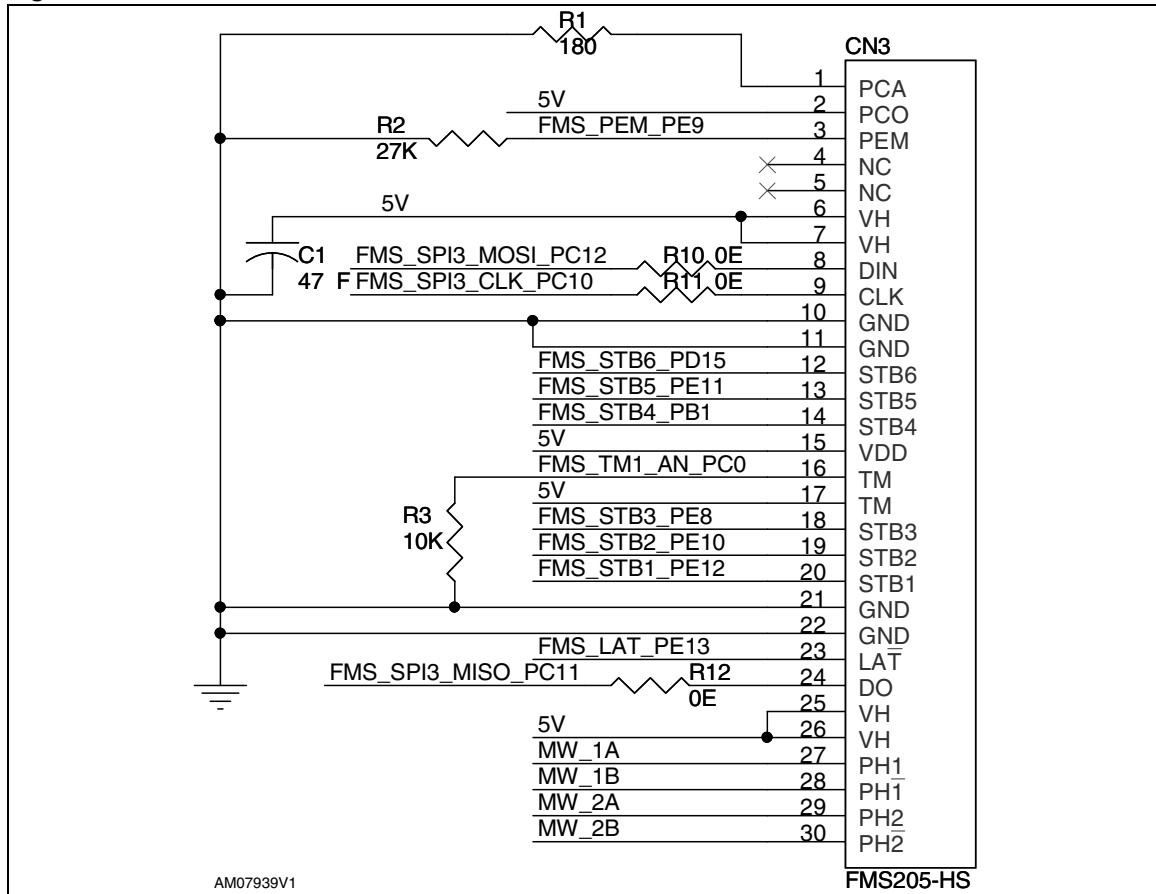 R1
180
CN3
1 PCA
5V 2 PCO
R2 FMS_PEM_PE9 3 PEM
27K
4 NC
5 NC
5V 6 VH
7 VH
C1 FMS_SPI3_MOSI_PC12 R10 0E 8 DIN
47 F FMS_SPI3_CLK_PC10 R11 0E 9 CLK
10 GND
11 GND
FMS_STB6_PD15 12 STB6
FMS_STB5_PE11 13 STB5
FMS_STB4_PB1 14 STB4
5V 15 VDD
FMS_TM1_AN_PC0 16 TM
5V 17 TM
R3 FMS_STB3_PE8 18 STB3
10K FMS_STB2_PE10 19 STB2
FMS_STB1_PE12 20 STB1
21 GND
22 GND
FMS_LAT_PE13 23 LAT̅
FMS_SPI3_MISO_PC11 R12 24 DO
0E
25 VH
5V 26 VH
MW_1A 27 PH1
MW_1B 28 PH1̅
MW_2A 29 PH2
MW_2B 30 PH2̅
AM07939V1
FMS205-HS